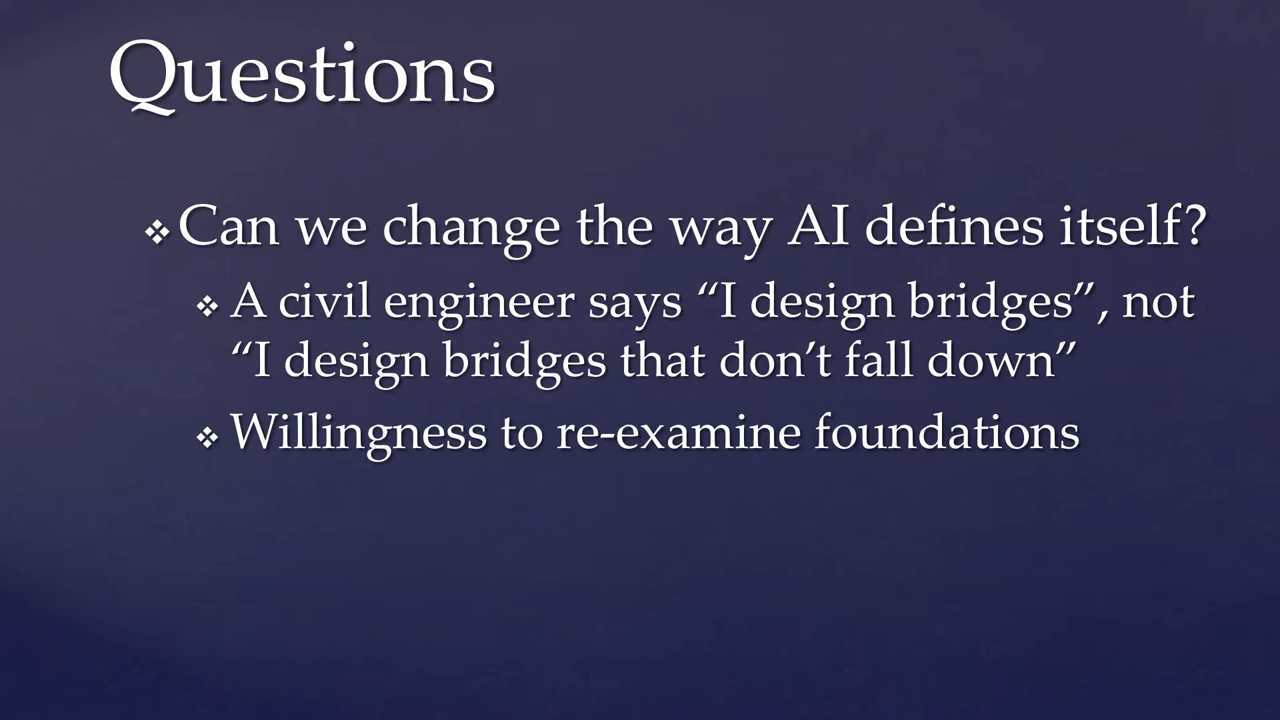 Questions
❖ Can we change the way AI defines itself?
❖ A civil engineer says “I design bridges”, not
“I design bridges that don’t fall down”
❖ Willingness to re-examine foundations